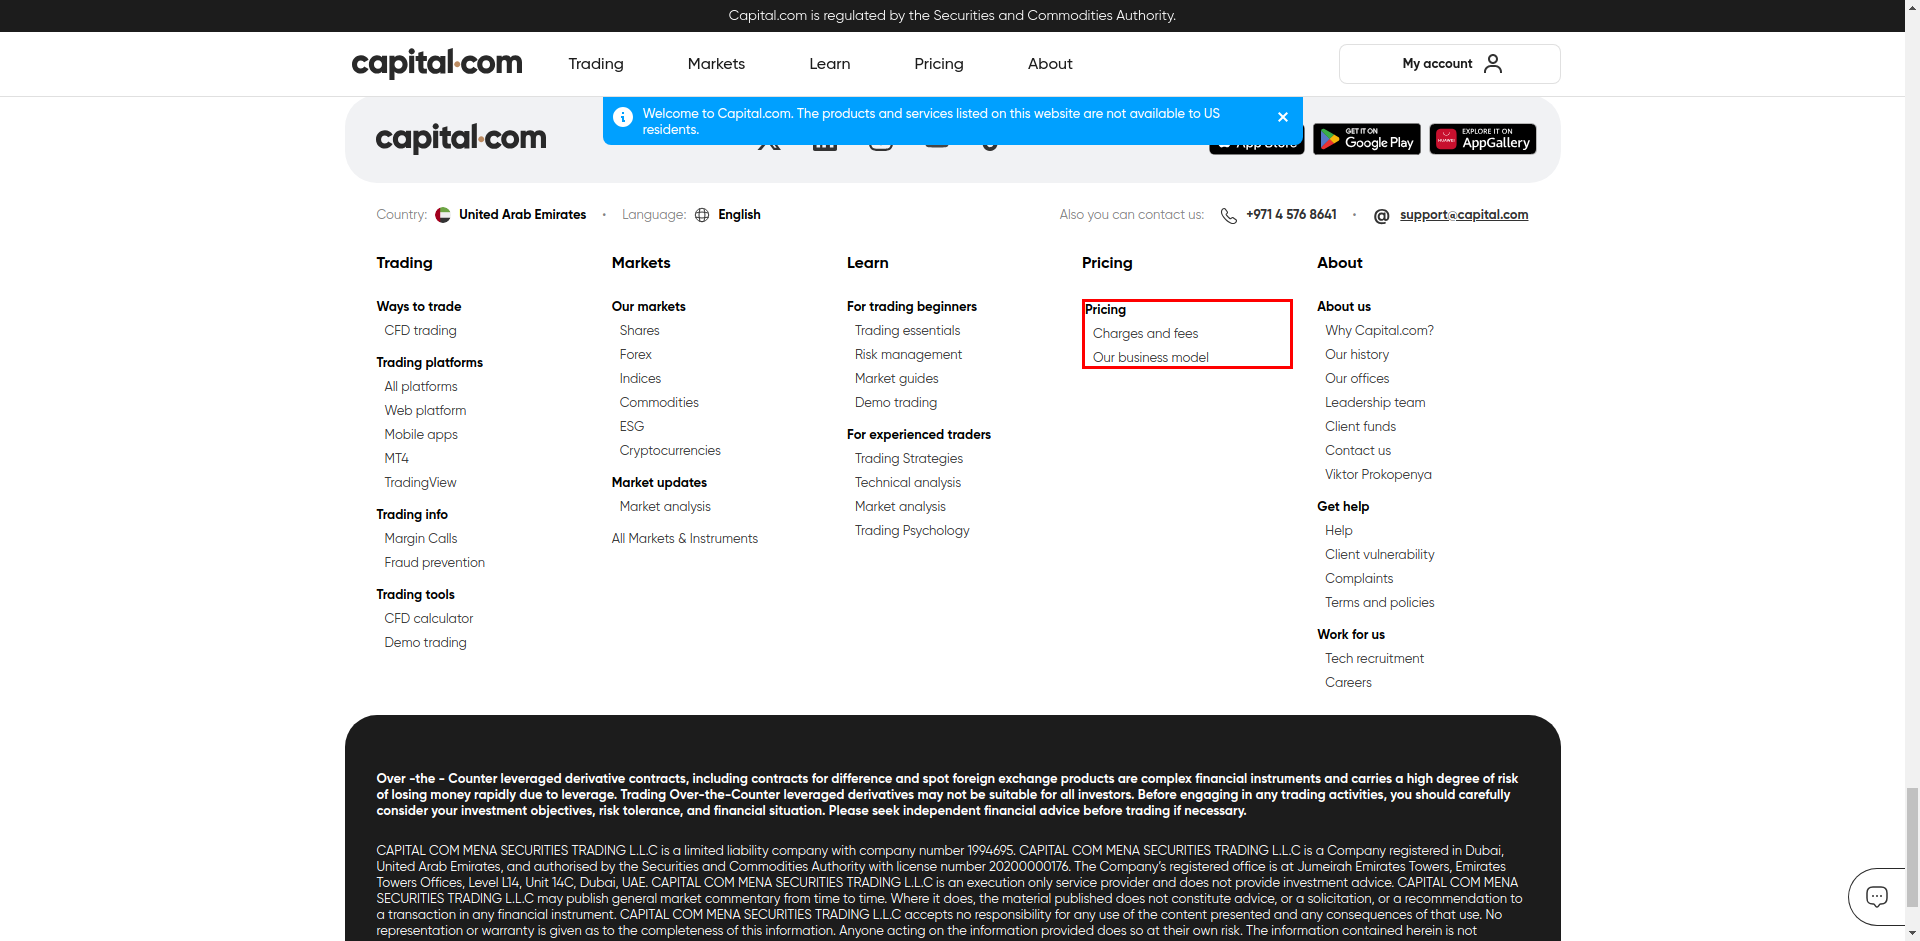 Capital.com is regulated by the Securities and Commodities Authority.
capital.com
Trading
Markets
Learn
Pricing
About
My account
Welcome to Capital.com. The products and services listed on this website are not available to US
residents.
capital.com
GET IT ON
Google Play
EXPLORE IT ON
AppGallery
Country:
United Arab Emirates
Language:
English
Also you can contact us:
+971 4 576 8641
support@capital.com
Trading
Ways to trade
CFD trading
Trading platforms
All platforms
Web platform
Mobile apps
MT4
TradingView
Trading info
Margin Calls
Fraud prevention
Trading tools
CFD calculator
Demo trading
Markets
Our markets
Shares
Forex
Indices
Commodities
ESG
Cryptocurrencies
Market updates
Market analysis
All Markets & Instruments
Learn
For trading beginners
Trading essentials
Risk management
Market guides
Demo trading
For experienced traders
Trading Strategies
Technical analysis
Market analysis
Trading Psychology
Pricing
Pricing
Charges and fees
Our business model
About
About us
Why Capital.com?
Our history
Our offices
Leadership team
Client funds
Contact us
Viktor Prokopenya
Get help
Help
Client vulnerability
Complaints
Terms and policies
Work for us
Tech recruitment
Careers
Over -the - Counter leveraged derivative contracts, including contracts for difference and spot foreign exchange products are complex financial instruments and carries a high degree of risk
of losing money rapidly due to leverage. Trading Over-the-Counter leveraged derivatives may not be suitable for all investors. Before engaging in any trading activities, you should carefully
consider your investment objectives, risk tolerance, and financial situation. Please seek independent financial advice before trading if necessary.
CAPITAL COM MENA SECURITIES TRADING L.L.C is a limited liability company with company number 1994695. CAPITAL COM MENA SECURITIES TRADING L.L.C is a Company registered in Dubai,
United Arab Emirates, and authorised by the Securities and Commodities Authority with license number 20200000176. The Company's registered office is at Jumeirah Emirates Towers, Emirates
Towers Offices, Level L14, Unit 14C, Dubai, UAE. CAPITAL COM MENA SECURITIES TRADING L.L.C is an execution only service provider and does not provide investment advice. CAPITAL COM MENA
SECURITIES TRADING L.L.C may publish general market commentary from time to time. Where it does, the material published does not constitute advice, or a solicitation, or a recommendation to
a transaction in any financial instrument. CAPITAL COM MENA SECURITIES TRADING L.L.C accepts no responsibility for any use of the content presented and any consequences of that use. No
representation or warranty is given as to the completeness of this information. Anyone acting on the information provided does so at their own risk. The information contained herein is not